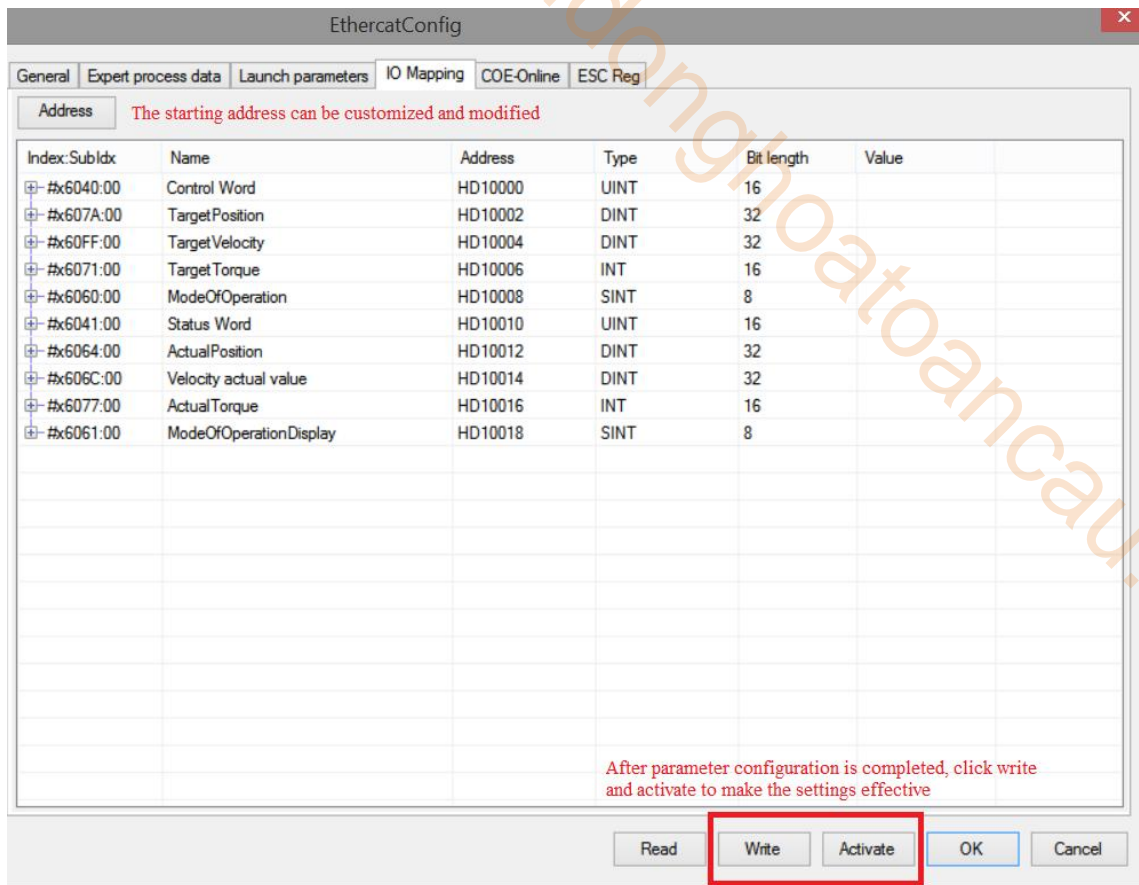 EthercatConfig
General Expert process data Launch parameters IO Mapping COE-Online ESC Reg
Address The starting address can be customized and modified
Index:SubIdx Name Address Type Bit length Value
#x6040:00 Control Word HD10000 UINT 16
#x607A:00 TargetPosition HD10002 DINT 32
#x60FF:00 TargetVelocity HD10004 DINT 32
#x6071:00 TargetTorque HD10006 INT 16
#x6060:00 ModeOfOperation HD10008 SINT 8
#x6041:00 Status Word HD10010 UINT 16
#x6064:00 ActualPosition HD10012 DINT 32
#x606C:00 Velocity actual value HD10014 DINT 32
#x6077:00 ActualTorque HD10016 INT 16
#x6061:00 ModeOfOperationDisplay HD10018 SINT 8
After parameter configuration is completed, click write
and activate to make the settings effective
Read Write Activate OK Cancel
donghoatoancau.